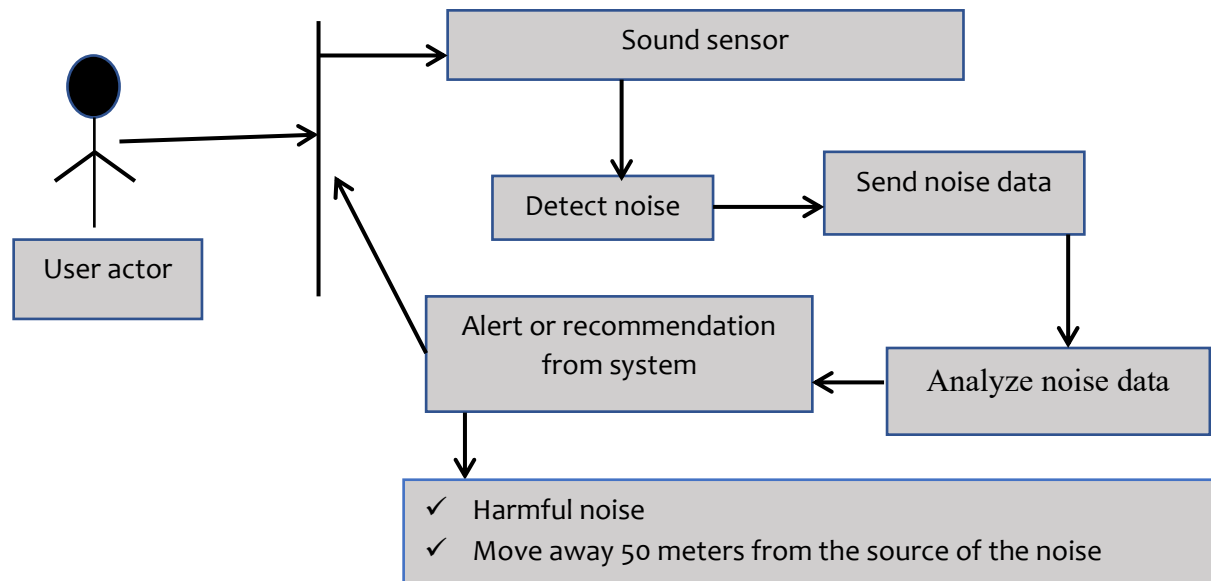 Sound sensor
Send noise data
Detect noise
User actor
Alert or recommendation
from system
Analyze noise data
✓ Harmful noise
✓ Move away 50 meters from the source of the noise